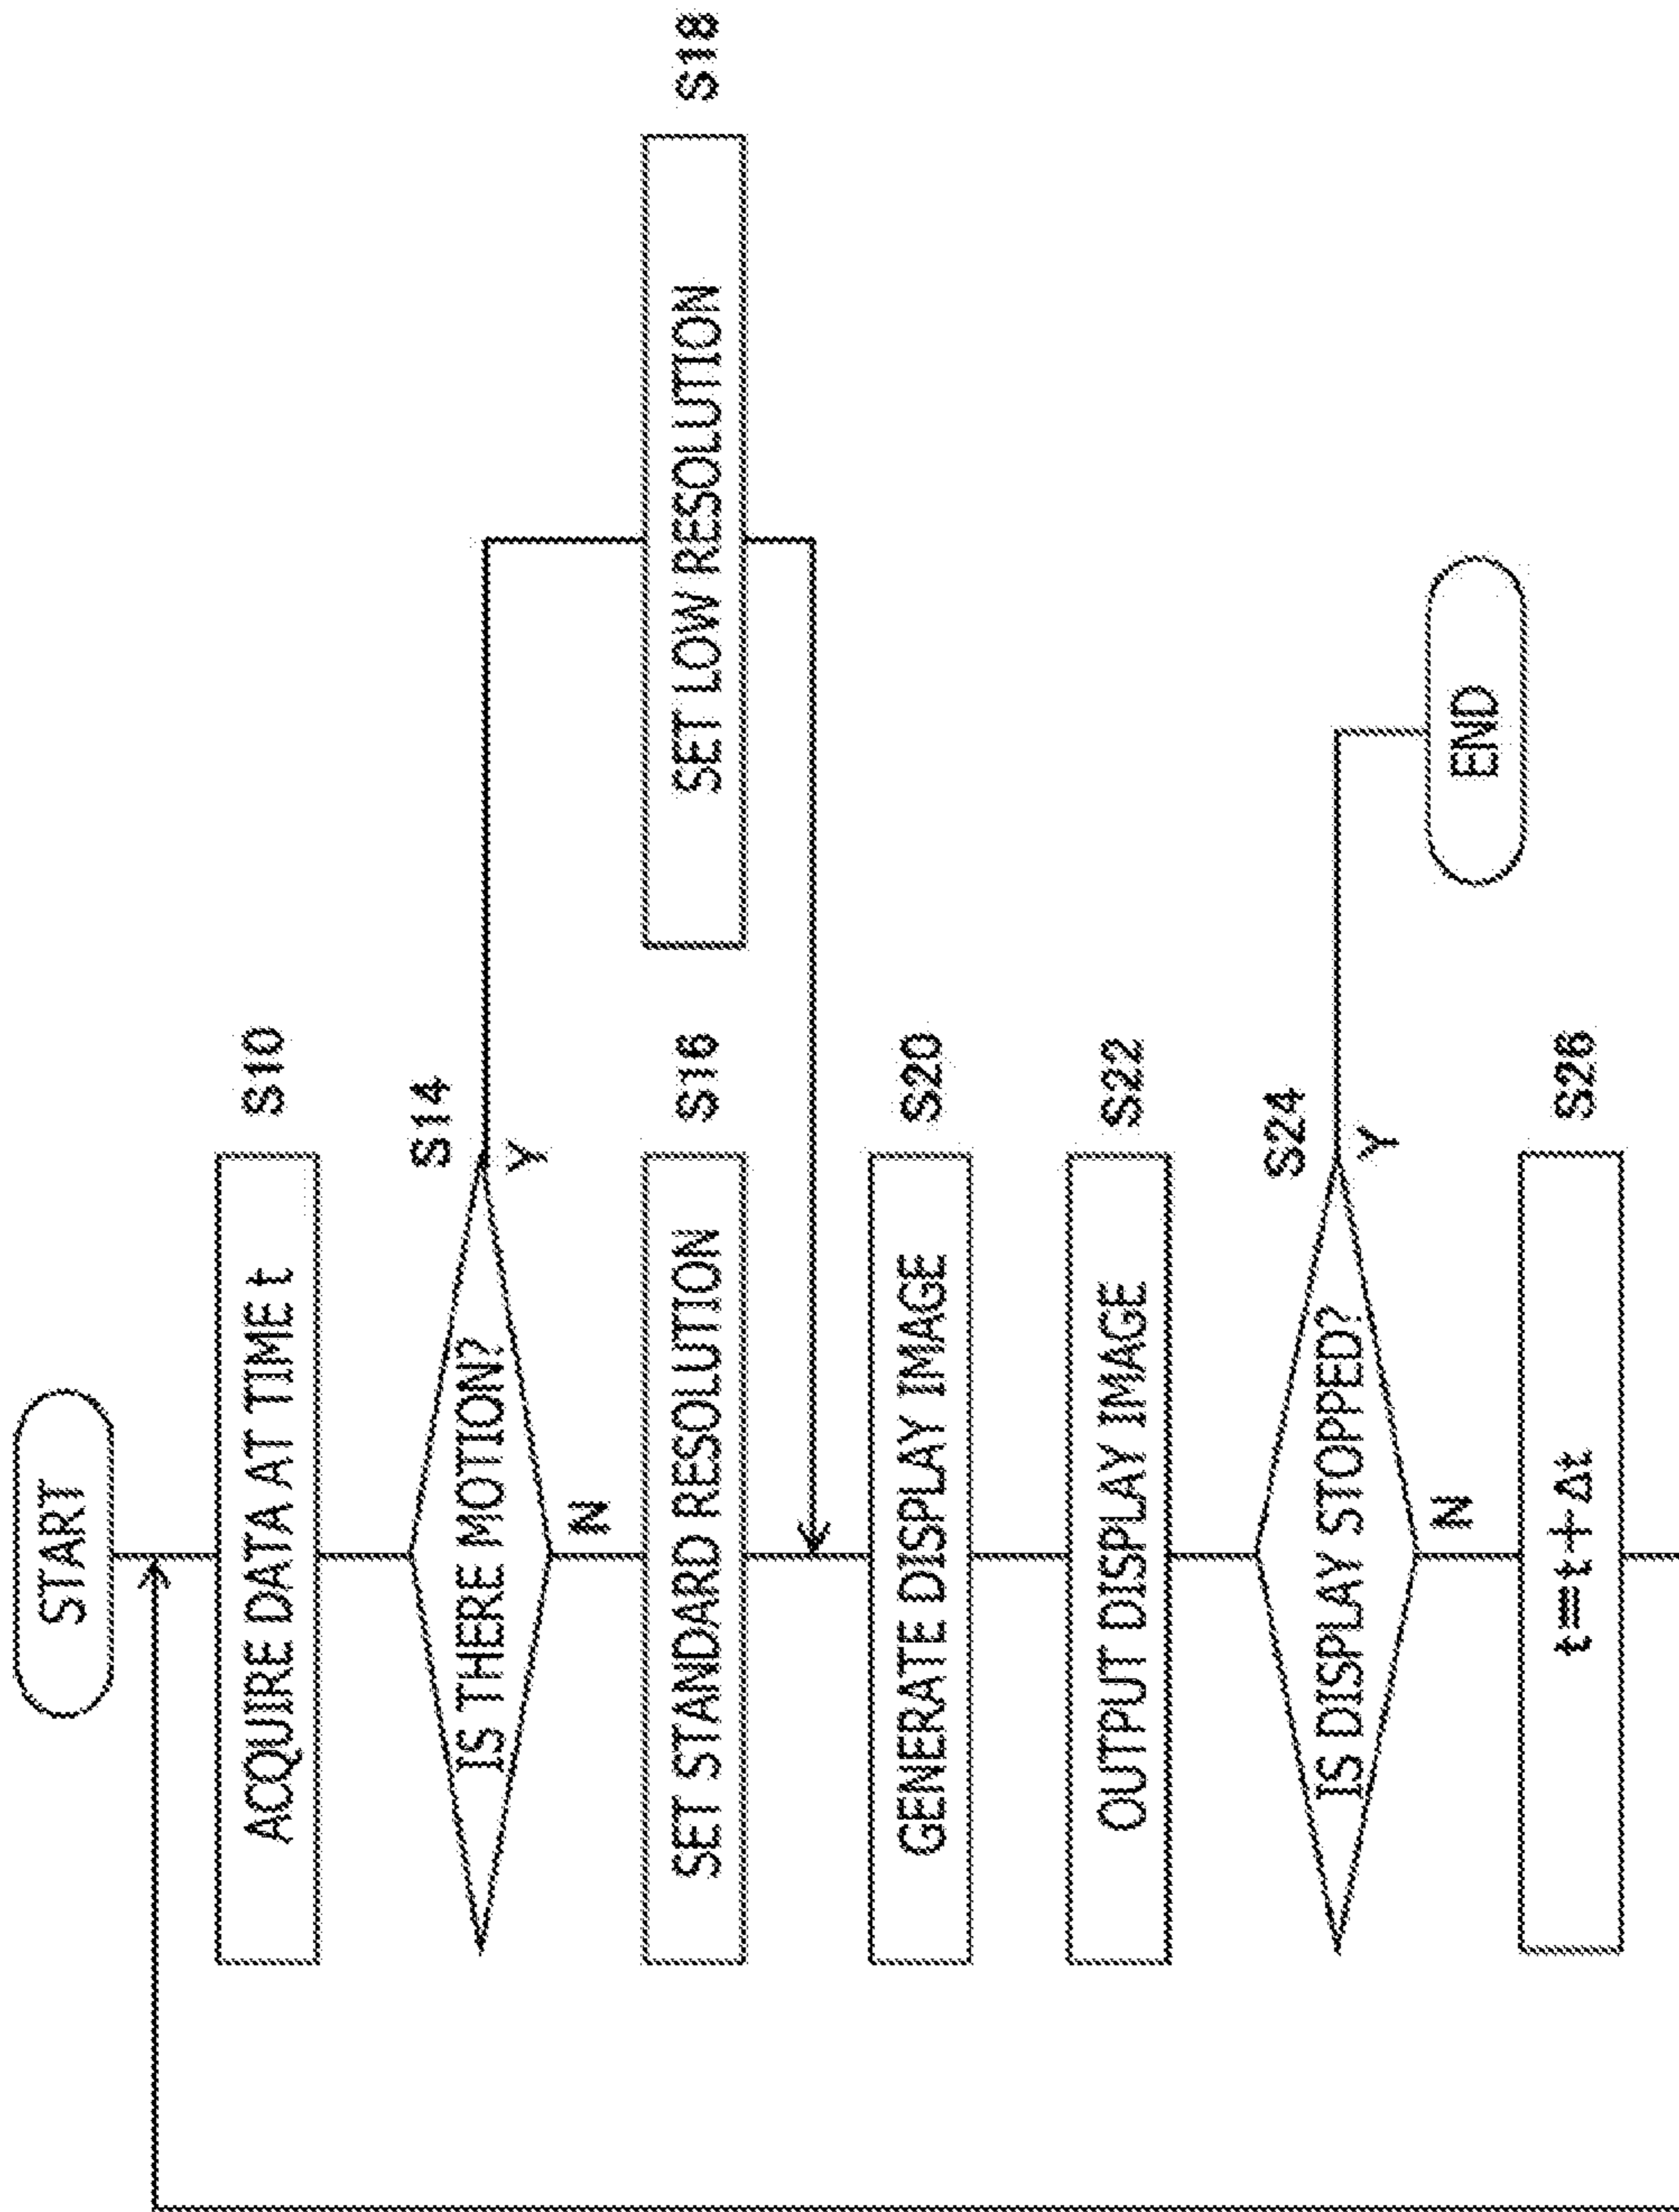 START
ACQUIRE DATA AT TIME t
S10
IS THERE MOTION?
S14
Y
N
SET STANDARD RESOLUTION
S16
SET LOW RESOLUTION
S18
GENERATE DISPLAY IMAGE
S20
OUTPUT DISPLAY IMAGE
S22
IS DISPLAY STOPPED?
S24
Y
N
END
t=t+Δt
S26